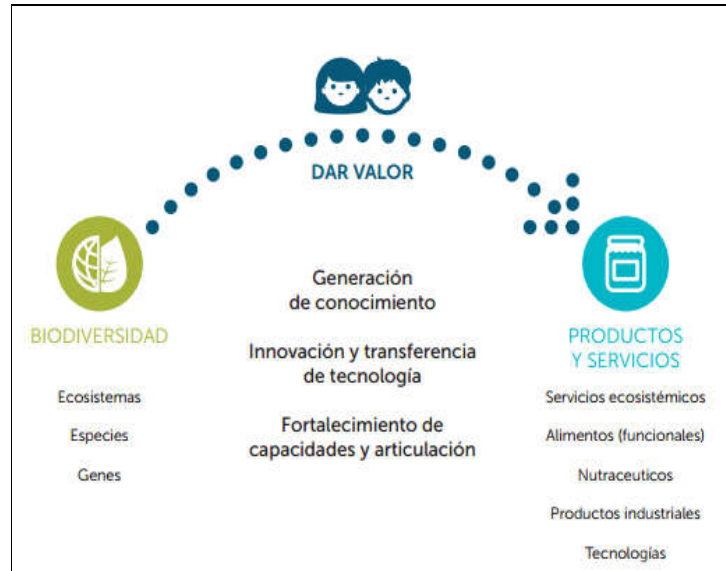 DAR VALOR
BIODIVERSIDAD
Ecosistemas
Especies
Genes
Generación
de conocimiento
Innovación y transferencia
de tecnología
Fortalecimiento de
capacidades y articulación
PRODUCTOS
Y SERVICIOS
Servicios ecosistémicos
Alimentos (funcionales)
Nutraceuticos
Productos industriales
Tecnologías